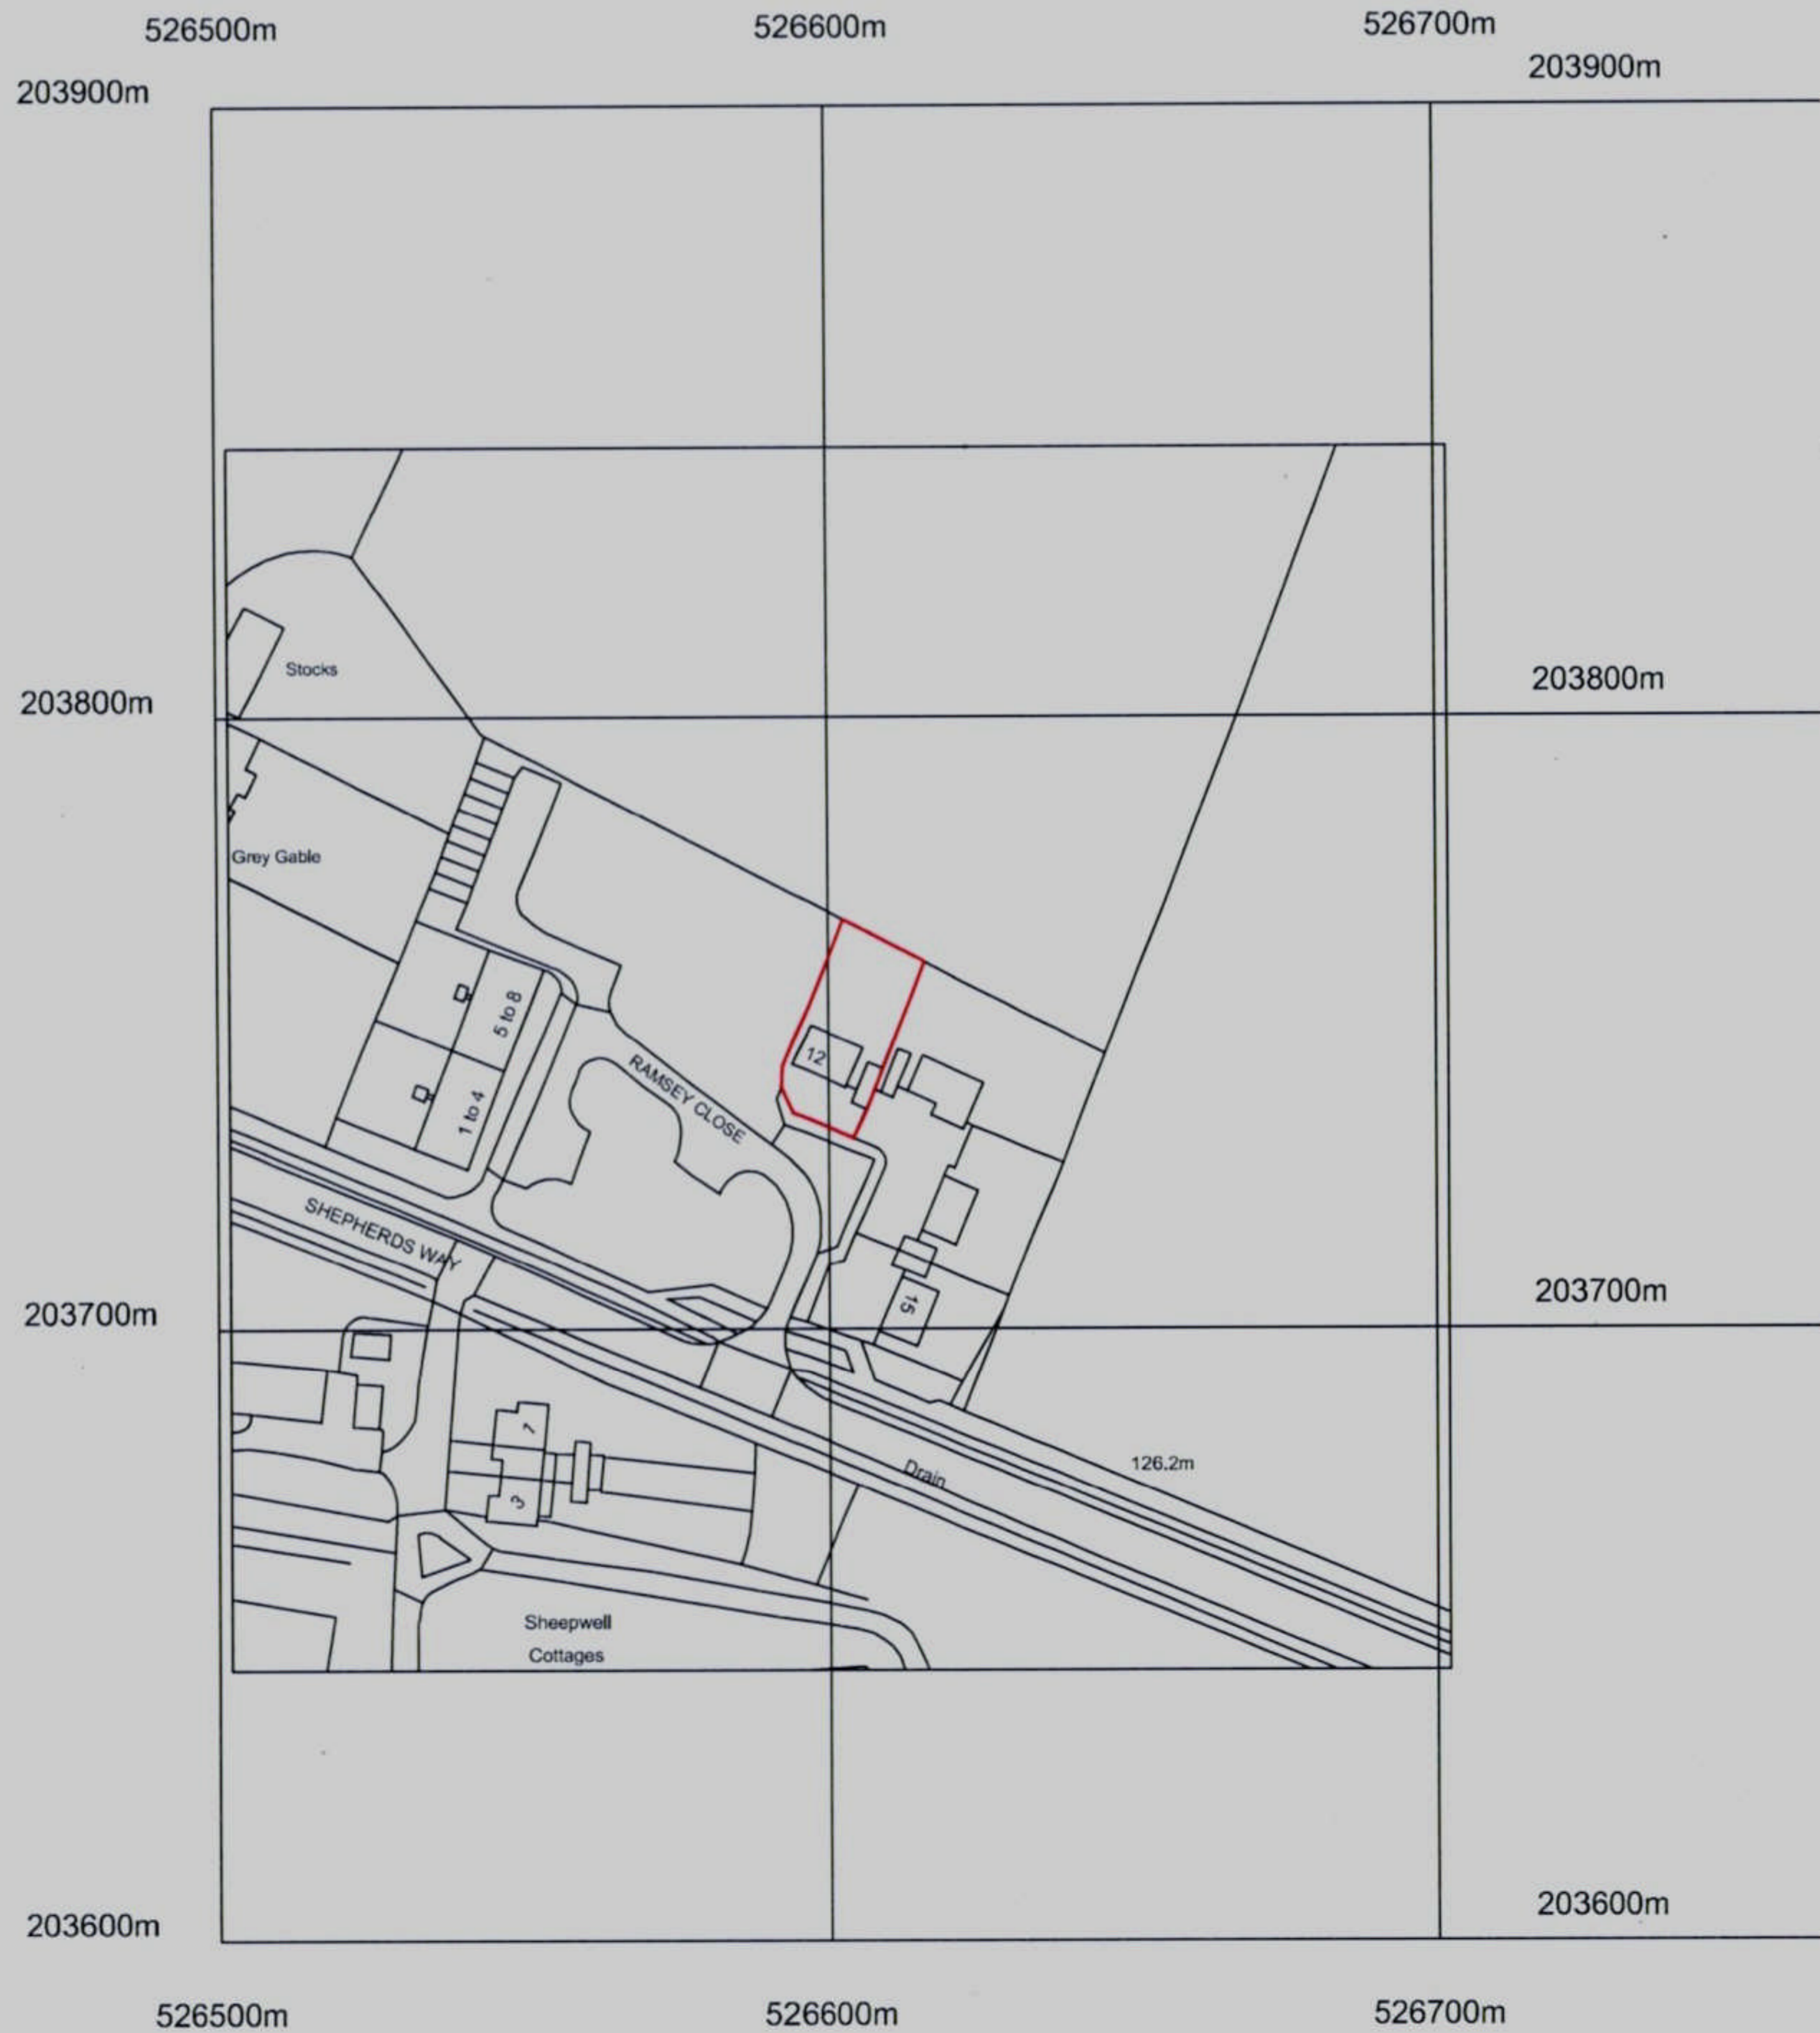 526500m
526600m
526700m
203900m
203900m
Stocks
203800m
203800m
Grey Gable
5 to 8
12
RAMSEY CLOSE
1 to 4
SHEPHERDS WAY
203700m
203700m
15
1
3
Drain
126.2m
Sheepwell
Cottages
203600m
203600m
526500m
526600m
526700m